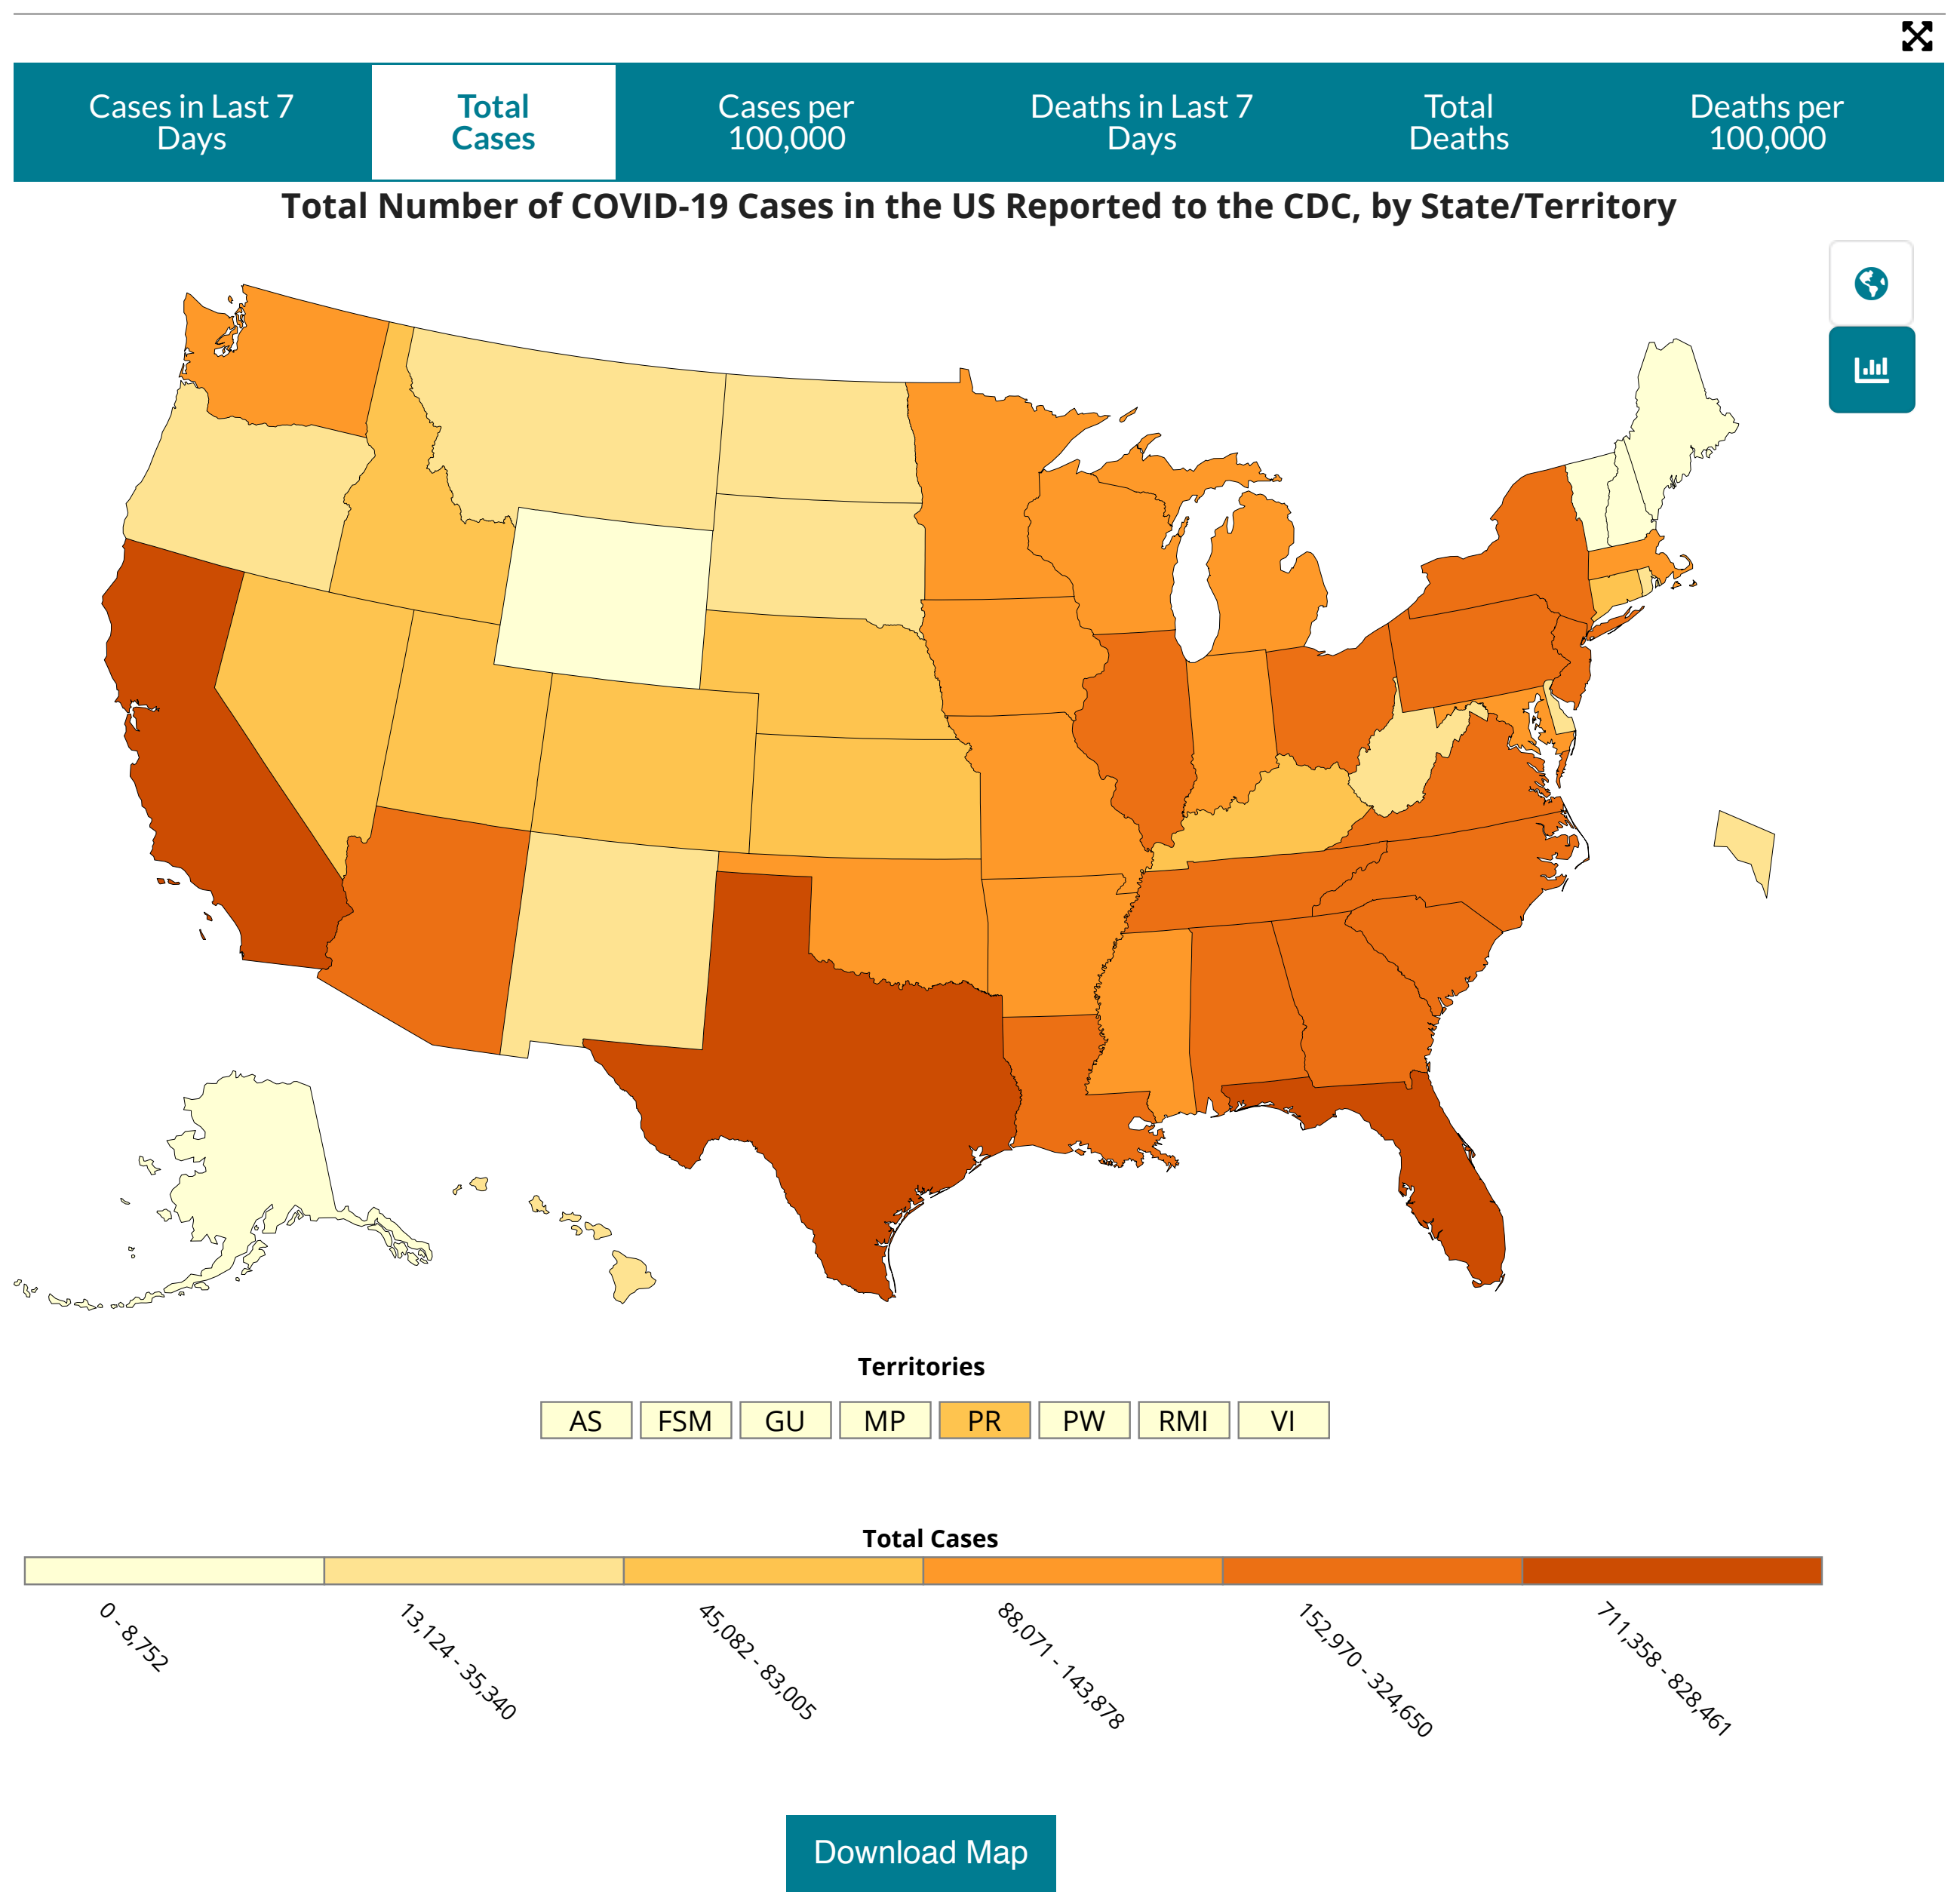 Cases in Last 7
Days
Total
Cases
Cases per
100,000
Deaths in Last 7
Days
Total
Deaths
Deaths per
100,000
Total Number of COVID-19 Cases in the US Reported to the CDC, by State/Territory
Territories
AS FSM GU MP PR PW RMI VI
Total Cases
0 - 8,752
13,124 - 35,340
45,082 - 83,005
88,071 - 143,878
152,970 - 324,650
711,358 - 828,461
Download Map